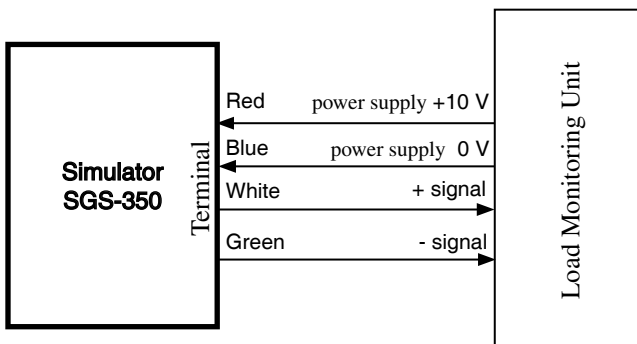 Simulator
SGS-350
Terminal
Red power supply +10 V
Blue power supply 0 V
White + signal
Green - signal
Load Monitoring Unit